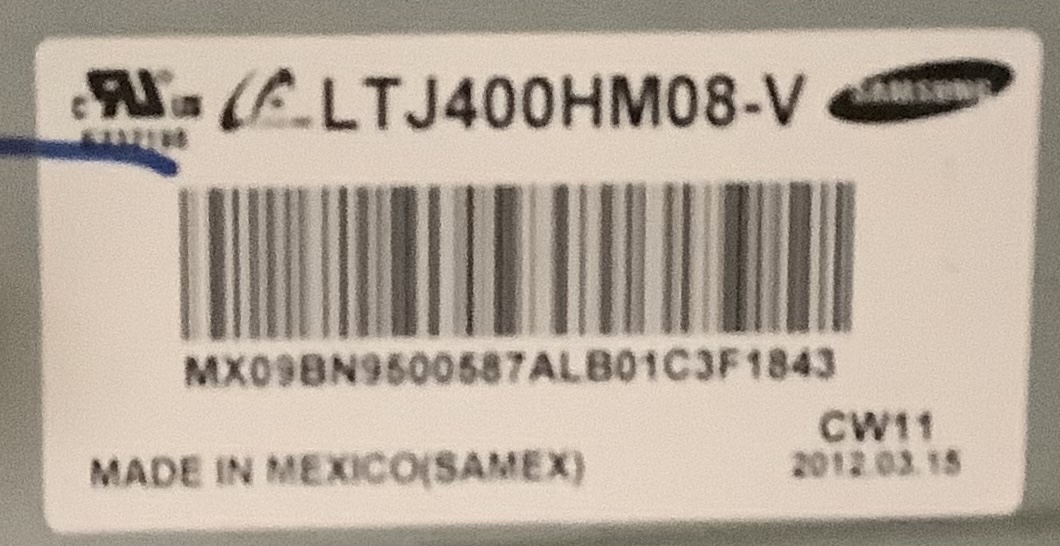 LTJ400HM08-V SAMSUNG
MX09BN9500587ALB01C3F1843
CW11
MADE IN MEXICO(SAMEX) 2012.03.15